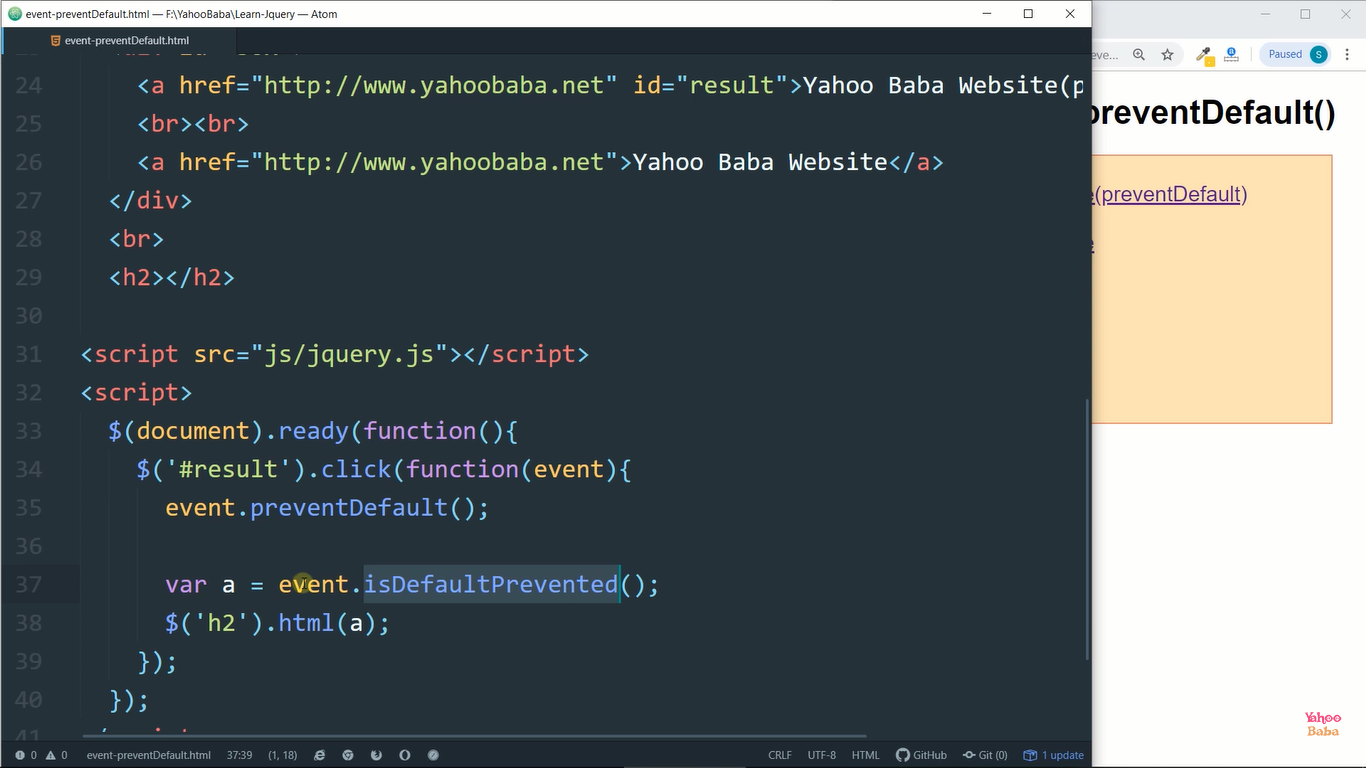 event-preventDefault.html — F:\YahooBaba\Learn-Jquery — Atom
event-preventDefault.html
eve...
Paused
S
24 <a href="http://www.yahoobaba.net" id="result">Yahoo Baba Website(p
25 <br><br>
26 <a href="http://www.yahoobaba.net">Yahoo Baba Website</a>
27 </div>
28 <br>
29 <h2></h2>
30
31 <script src="js/jquery.js"></script>
32 <script>
33 $(document).ready(function(){
34 $('#result').click(function(event){
35 event.preventDefault();
36
37 var a = event.isDefaultPrevented();
38 $('h2').html(a);
39 });
40 });
preventDefault()
e(preventDefault)
e
Yahoo
Baba
0 0 event-preventDefault.html 37:39 (1, 18) CRLF UTF-8 HTML GitHub Git (0) 1 update